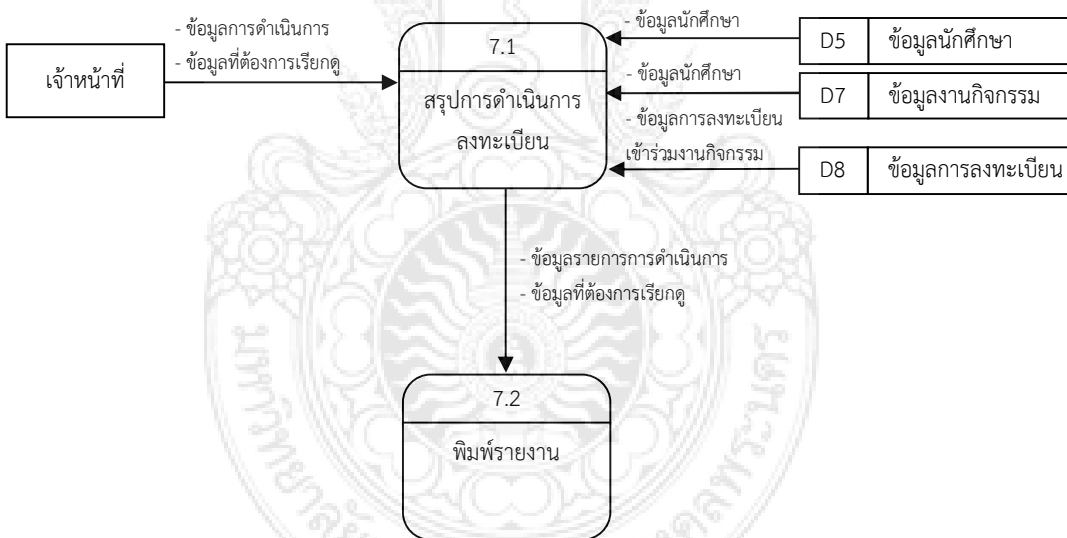 เจ้าหน้าที่
- ข้อมูลการดำเนินการ
- ข้อมูลที่ต้องการเรียกดู
7.1
สรุปการดำเนินการ
ลงทะเบียน
- ข้อมูลนักศึกษา
D5 ข้อมูลนักศึกษา
- ข้อมูลนักศึกษา
D7 ข้อมูลงานกิจกรรม
- ข้อมูลการลงทะเบียน
เข้าร่วมงานกิจกรรม
D8 ข้อมูลการลงทะเบียน
- ข้อมูลรายการการดำเนินการ
- ข้อมูลที่ต้องการเรียกดู
7.2
พิมพ์รายงาน